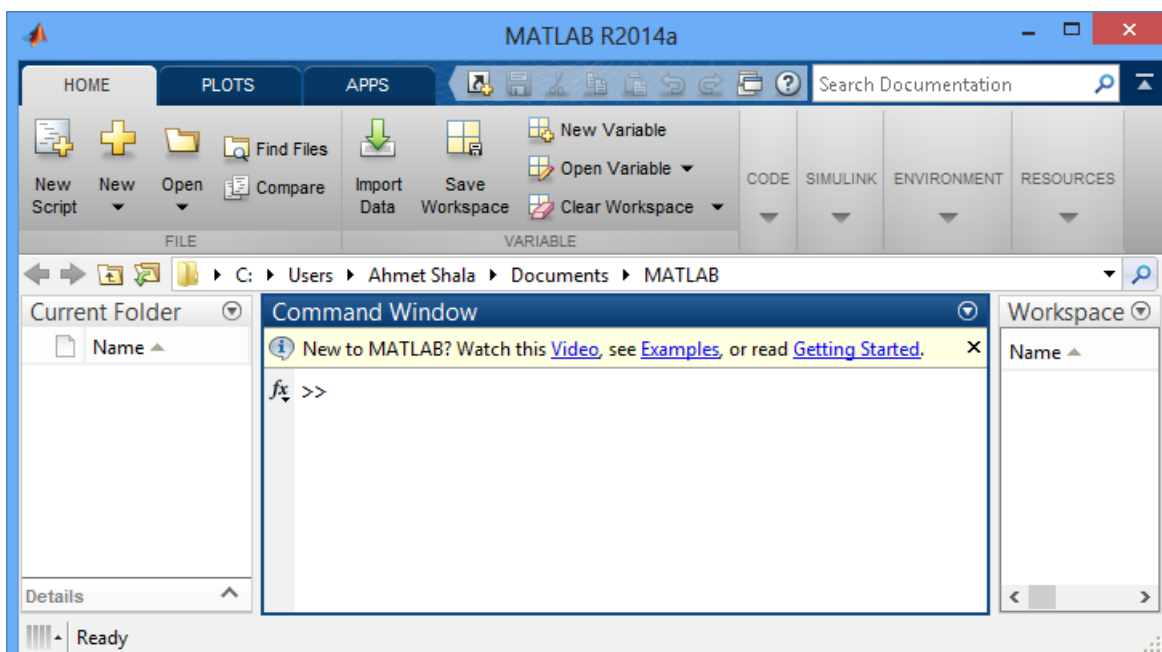 MATLAB R2014a
HOME PLOTS APPS Search Documentation
New Script
New
Open
Find Files
Compare
FILE
Import Data
Save Workspace
New Variable
Open Variable
Clear Workspace
VARIABLE
CODE
SIMULINK
ENVIRONMENT
RESOURCES
C: Users Ahmet Shala Documents MATLAB
Current Folder
Name
Details
Command Window
New to MATLAB? Watch this Video, see Examples, or read Getting Started.
fx >>
Workspace
Name
Ready